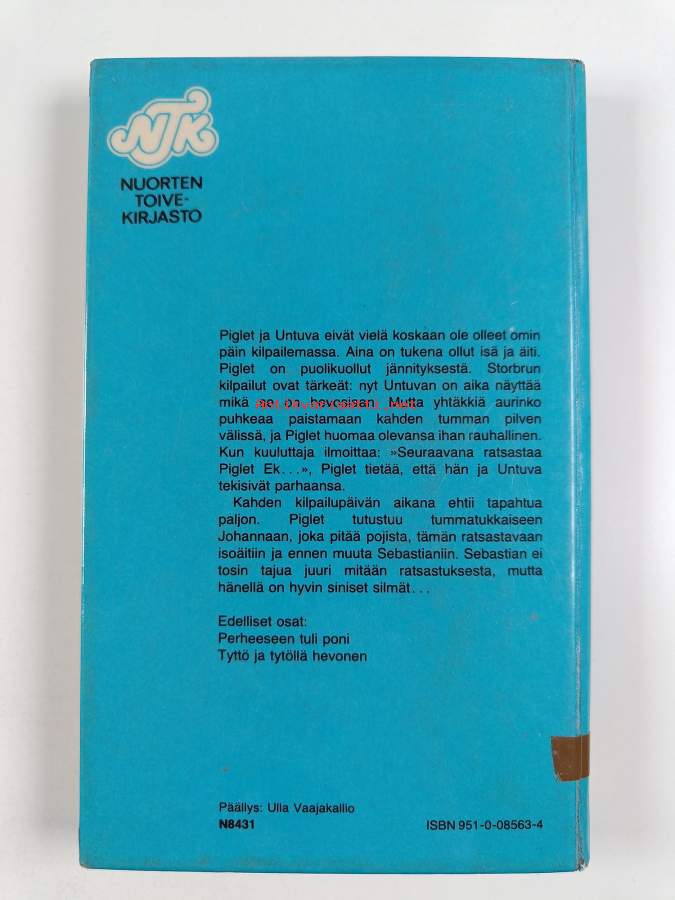 NTK
NUORTEN
TOIVE-
KIRJASTO
Piglet ja Untuva eivät vielä koskaan ole olleet omin
päin kilpailemassa. Aina on tukena ollut isä ja äiti.
Piglet on puolikuollut jännityksestä. Storbrun
kilpailut ovat tärkeät: nyt Untuvan on aika näyttää
mikä se on hevosiaan. Mutta yhtäkkiä aurinko
puhkeaa paistamaan kahden tumman pilven
välissä, ja Piglet huomaa olevansa ihan rauhallinen.
Kun kuuluttaja ilmoittaa: »Seuraavana ratsastaa
Piglet Ek...», Piglet tietää, että hän ja Untuva
tekisivät parhaansa.
Kahden kilpailupäivän aikana ehtii tapahtua
paljon. Piglet tutustuu tummatukkaiseen
Johannaan, joka pitää pojista, tämän ratsastavaan
isoäitiin ja ennen muuta Sebastianiin. Sebastian ei
tosin tajua juuri mitään ratsastuksesta, mutta
hänellä on hyvin siniset silmät...
Edelliset osat:
Perheeseen tuli poni
Tyttö ja tytöllä hevonen
Päällys: Ulla Vaajakallio
N8431
ISBN 951-0-08563-4